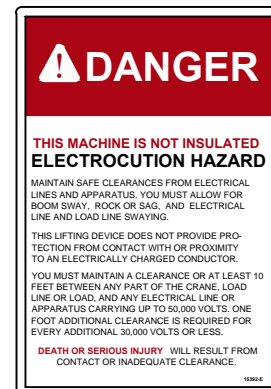 DANGER
THIS MACHINE IS NOT INSULATED
ELECTROCUTION HAZARD
MAINTAIN SAFE CLEARANCES FROM ELECTRICAL
LINES AND APPARATUS. YOU MUST ALLOW FOR
BOOM SWAY, ROCK OR SAG, AND ELECTRICAL
LINE AND LOAD LINE SWAYING.
THIS LIFTING DEVICE DOES NOT PROVIDE PRO-
TECTION FROM CONTACT WITH OR PROXIMITY
TO AN ELECTRICALLY CHARGED CONDUCTOR.
YOU MUST MAINTAIN A CLEARANCE OR AT LEAST 10
FEET BETWEEN ANY PART OF THE CRANE, LOAD
LINE OR LOAD, AND ANY ELECTRICAL LINE OR
APPARATUS CARRYING UP TO 50,000 VOLTS. ONE
FOOT ADDITIONAL CLEARANCE IS REQUIRED FOR
EVERY ADDITIONAL 30,000 VOLTS OR LESS.
DEATH OR SERIOUS INJURY WILL RESULT FROM
CONTACT OR INADEQUATE CLEARANCE.
15392-E